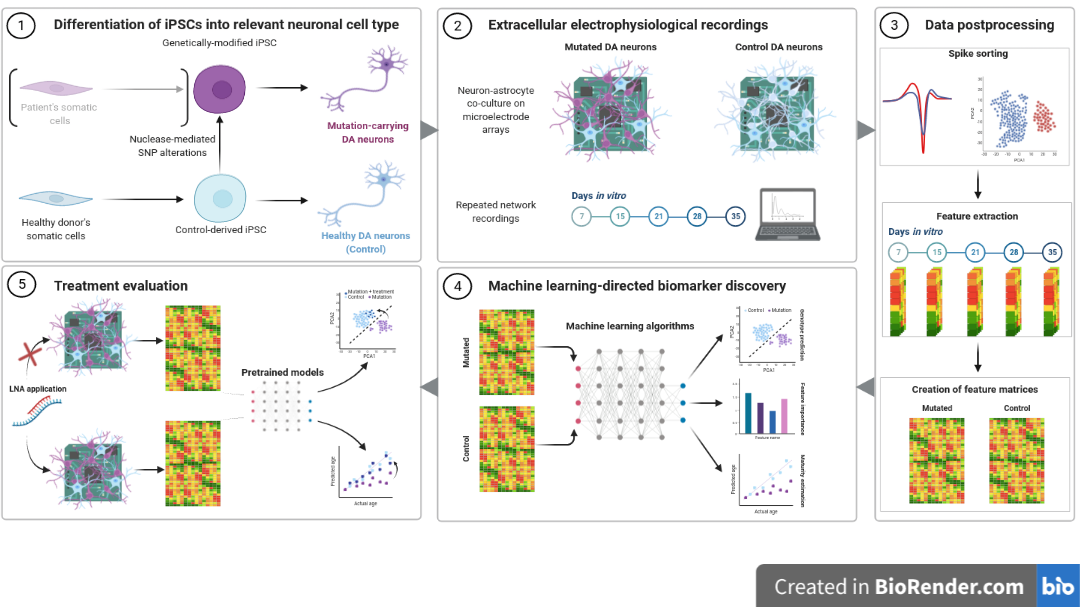 1
Differentiation of iPSCs into relevant neuronal cell type
Genetically-modified iPSC
Patient's somatic
cells
Nuclease-mediated
SNP alterations
Mutation-carrying
DA neurons
Healthy donor's
somatic cells
Control-derived iPSC
Healthy DA neurons
(Control)
2
Extracellular electrophysiological recordings
Mutated DA neurons
Control DA neurons
Neuron-astrocyte
co-culture on
microelectrode
arrays
Repeated network
recordings
Days in vitro
7 15 21 28 35
3
Data postprocessing
Spike sorting
PCA2
PCA1
Feature extraction
Days in vitro
7 15 21 28 35
Creation of feature matrices
Mutated
Control
4
Machine learning-directed biomarker discovery
Mutated
Control
Machine learning algorithms
Control Mutation
PCA2
PCA1
Genotype prediction
Feature name
Feature importance
Predicted age
Actual age
Maturity estimation
5
Treatment evaluation
LNA application
Pretrained models
Mutation + treatment
Control Mutation
PCA2
PCA1
Predicted age
Actual age
Created in BioRender.com
bio